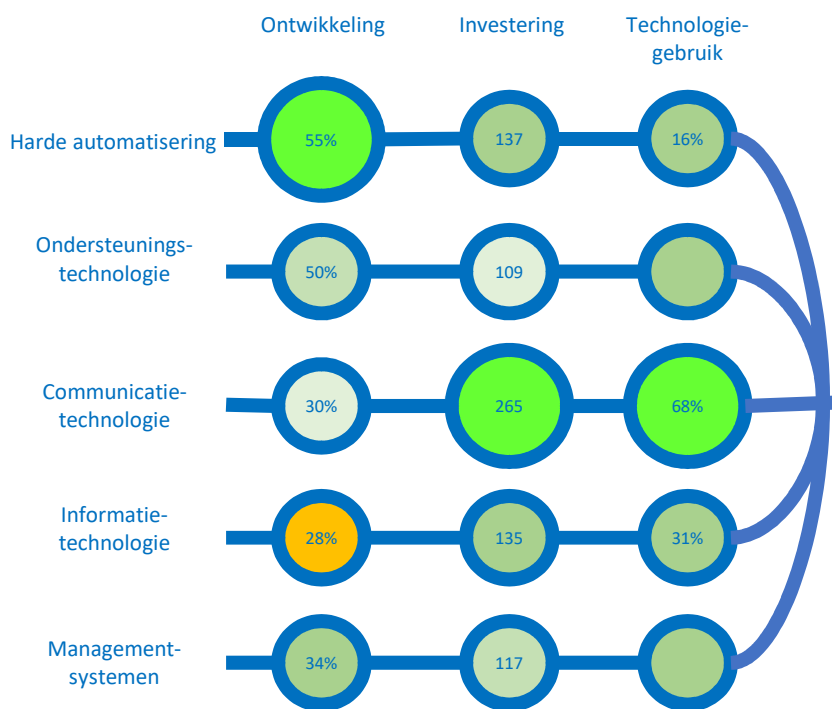 Ontwikkeling Investering Technologie-
gebruik
Harde automatisering 55% 137 16%
Ondersteunings-
technologie 50% 109
Communicatie-
technologie 30% 265 68%
Informatie-
technologie 28% 135 31%
Management-
systemen 34% 117